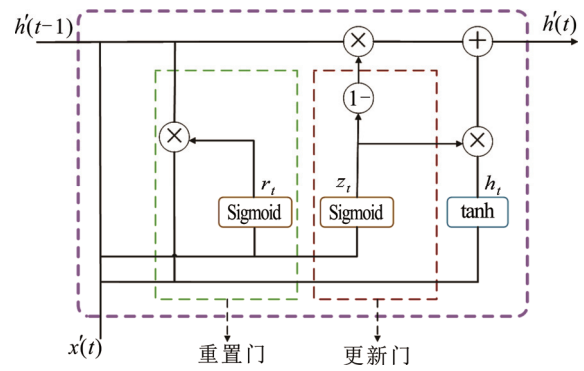 h′(t−1) h′(t)
× +
1−
× ×
r_t z_t h_t
Sigmoid Sigmoid tanh
x′(t)
重置门 更新门